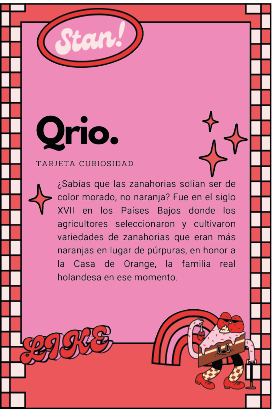 Stan!
Qrio.
TARJETA CURIOSIDAD
¿Sabías que las zanahorias solían ser de
color morado, no naranja? Fue en el siglo
XVII en los Países Bajos donde los
agricultores seleccionaron y cultivaron
variedades de zanahorias que eran más
naranjas en lugar de púrpuras, en honor a
la Casa de Orange, la familia real
holandesa en ese momento.
LIKE